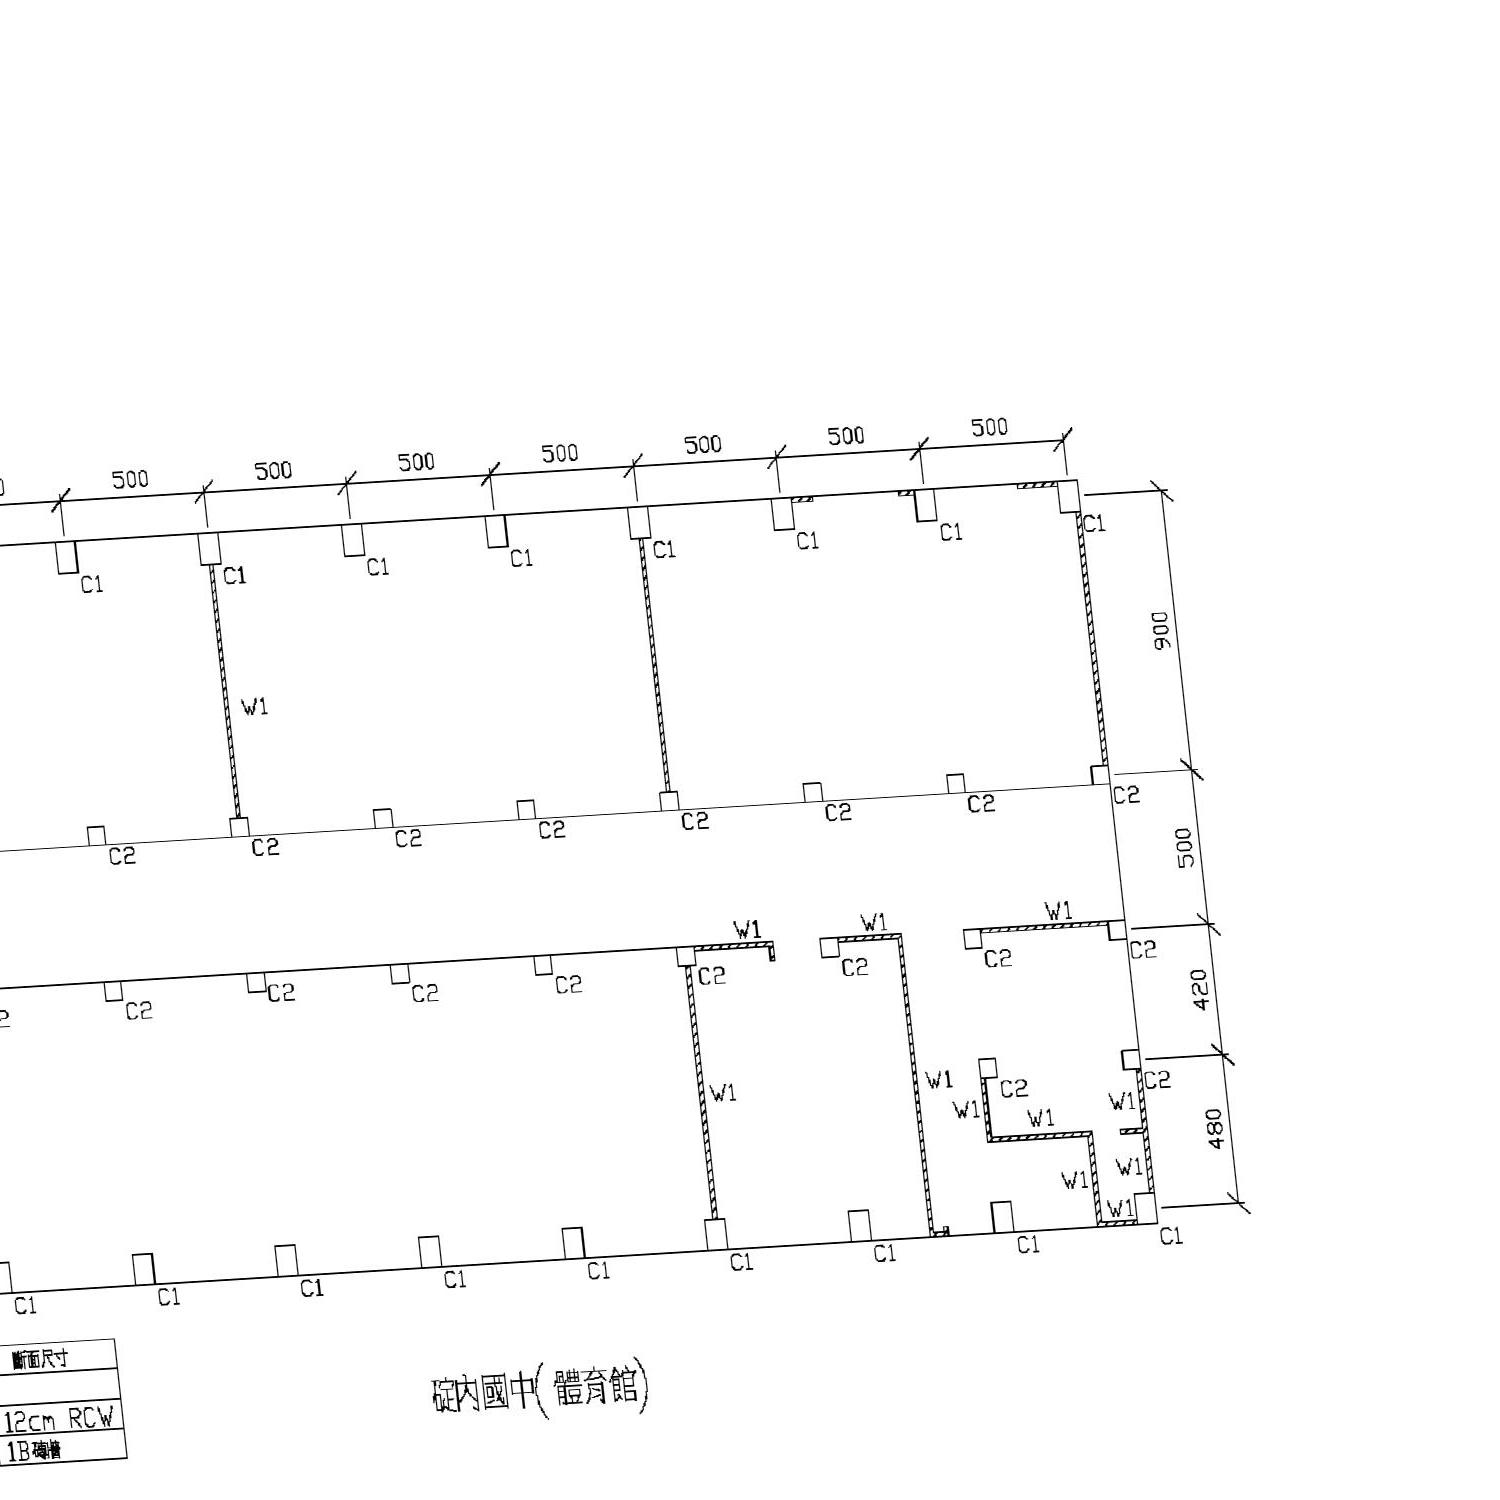 500 500 500 500 500 500 500
C1 C1 C1 C1 C1 C1 C1 C1
900
W1
C2 C2 C2 C2 C2 C2 C2 C2
500
W1 W1 W1
C2 C2 C2 C2 C2 C2 C2 C2
420
W1 W1 W1 W1 C2 C2 W1
480
W1 W1 W1
C1 C1 C1 C1 C1 C1 C1 C1 C1
斷面尺寸
12cm RCW
1B磚牆
碇內國中(體育館)